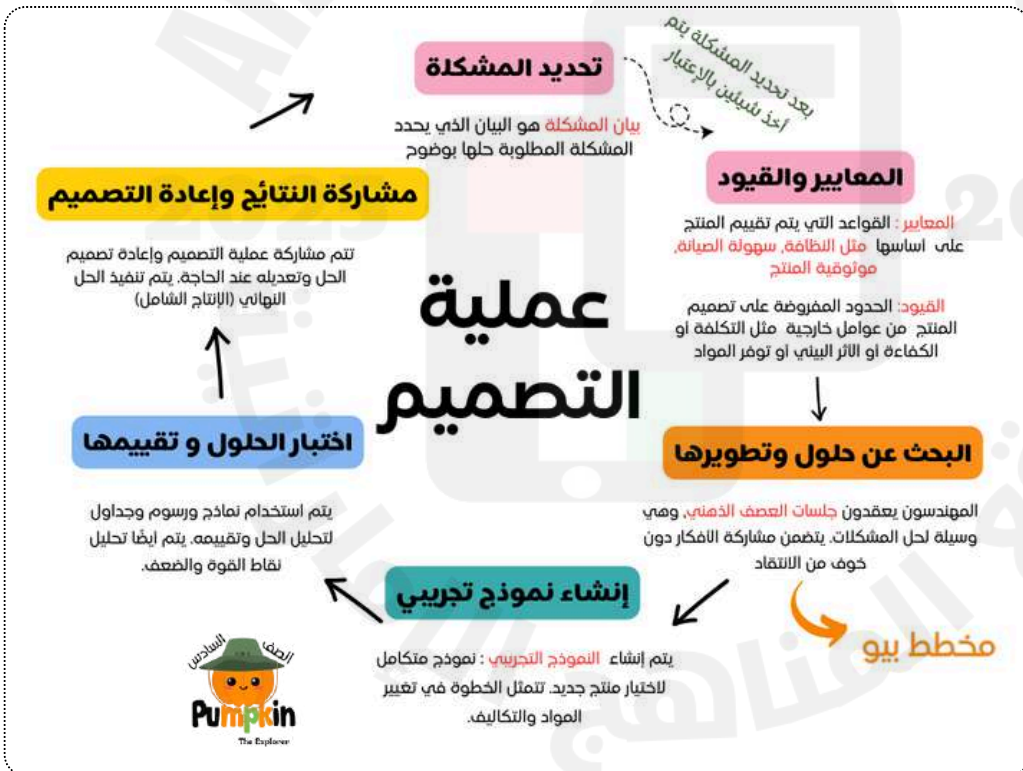 تحديد المشكلة
بيان المشكلة هو البيان الذي يحدد
المشكلة المطلوبة حلها بوضوح
بعد تحديد المشكلة يتم
أخذ شيئين بالإعتبار
المعايير والقيود
المعايير : القواعد التي يتم تقييم المنتج
على اساسها مثل النظافة, سهولة الصيانة,
موثوقية المنتج
القيود: الحدود المفروضة على تصميم
المنتج من عوامل خارجية مثل التكلفة أو
الكفاءة أو الأثر البيئي أو توفر المواد
البحث عن حلول وتطويرها
المهندسون يعقدون جلسات العصف الذهني, وهي
وسيلة لحل المشكلات. يتضمن مشاركة الأفكار دون
خوف من الانتقاد
مخطط بيو
إنشاء نموذج تجريبي
يتم إنشاء النموذج التجريبي : نموذج متكامل
لاختيار منتج جديد. تتمثل الخطوة في تغيير
المواد والتكاليف.
اختبار الحلول و تقييمها
يتم استخدام نماذج ورسوم وجداول
لتحليل الحل وتقييمه. يتم أيضًا تحليل
نقاط القوة والضعف.
مشاركة النتائج وإعادة التصميم
تتم مشاركة عملية التصميم وإعادة تصميم
الحل وتعديله عند الحاجة. يتم تنفيذ الحل
النهائي (الإنتاج الشامل)
عملية
التصميم
الصف السادس
Pumpkin
The Explorer